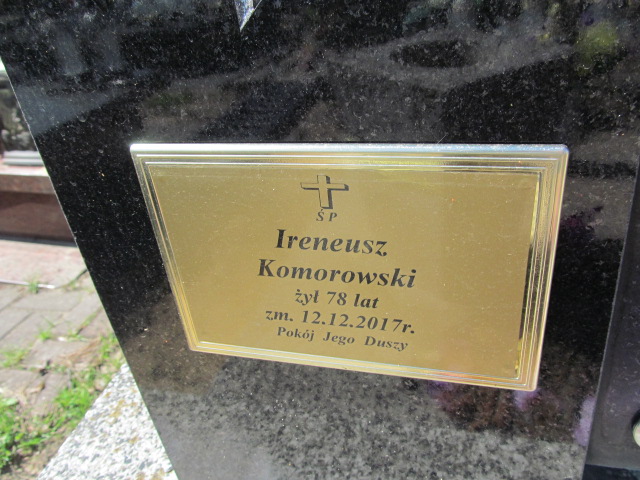 ŚP
Ireneusz
Komorowski
żył 78 lat
zm. 12.12.2017r.
Pokój Jego Duszy